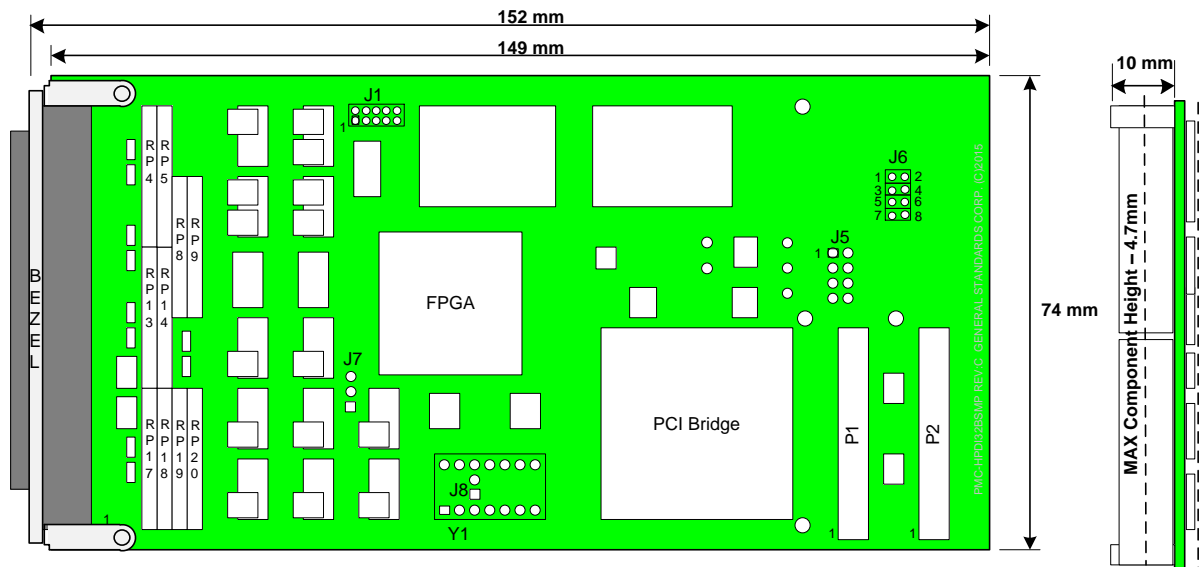 152 mm
149 mm
10 mm
J1
1
RP4
RP5
RP8
RP9
J6
1 2
3 4
5 6
7 8
J5
1
BEZEL
RP13
RP14
FPGA
74 mm
MAX Component Height – 4.7mm
PMC-HPDI32BSMP REV C GENERAL STANDARDS CORP. (C)2015
J7
PCI Bridge
P1
P2
RP17
RP18
RP19
RP20
J8
Y1
1
1
1